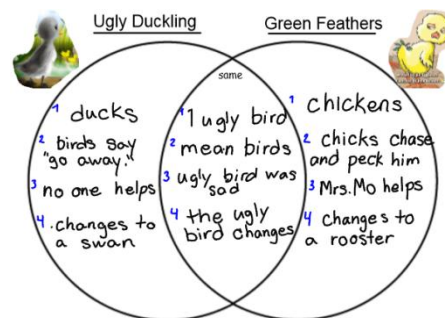 Ugly Duckling
Green Feathers
same
1 ducks
2 birds say
"go away."
3 no one helps
4. changes to
a swan
1 1 ugly bird
2 mean birds
3 ugly bird was
sad
4 the ugly
bird changes
1 chickens
2 chicks chase
and peck him
3 Mrs. Mo helps
4 changes to
a rooster